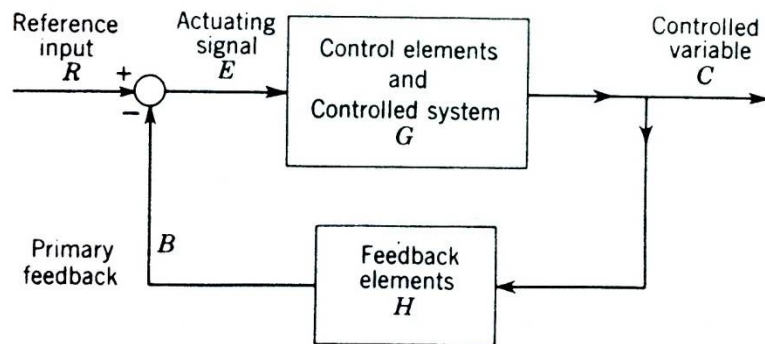 Reference
input
R
+
−
Actuating
signal
E
Control elements
and
Controlled system
G
Controlled
variable
C
Primary
feedback
B
Feedback
elements
H